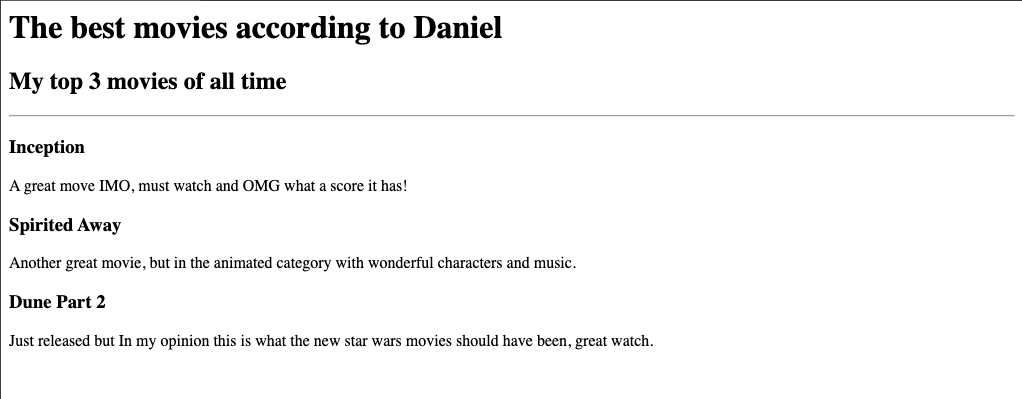 The best movies according to Daniel
My top 3 movies of all time
Inception
A great move IMO, must watch and OMG what a score it has!
Spirited Away
Another great movie, but in the animated category with wonderful characters and music.
Dune Part 2
Just released but In my opinion this is what the new star wars movies should have been, great watch.